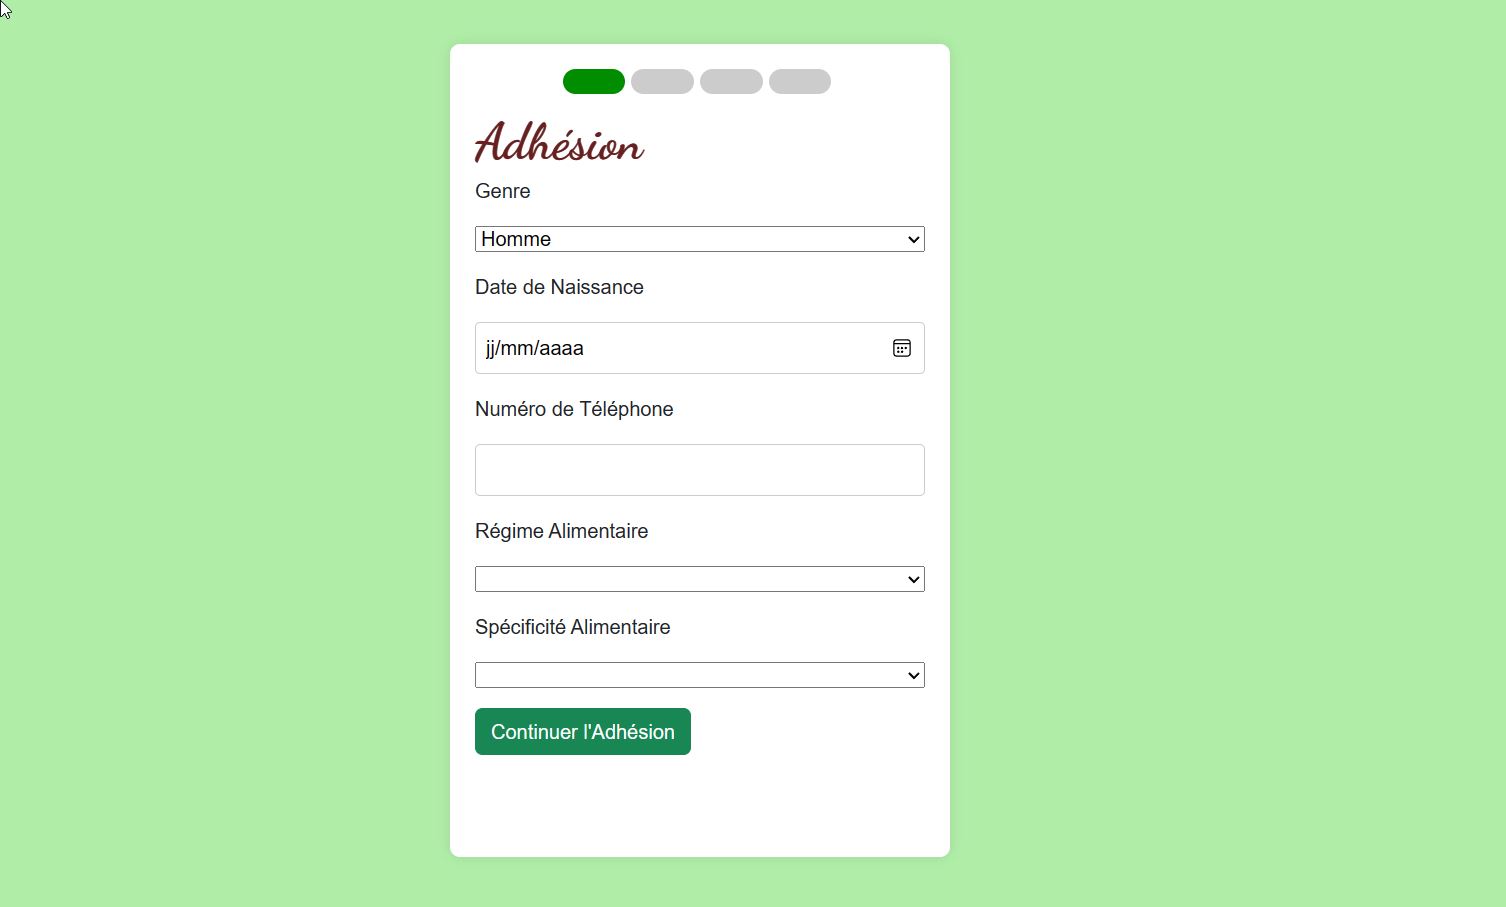 Adhésion
Genre
Homme
Date de Naissance
jj/mm/aaaa
Numéro de Téléphone
Régime Alimentaire
Spécificité Alimentaire
Continuer l'Adhésion